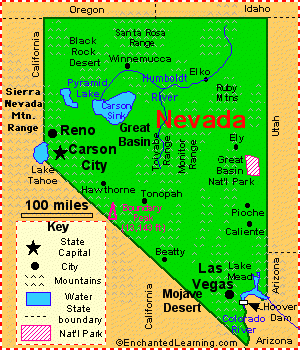 Oregon
Idaho
California
Black
Rock
Desert
Santa Rosa
Range
Winnemucca
Humboldt
River
Elko
Ruby
Mtns.
Pyramid
Lake
Carson
Sink
Sierra
Nevada
Mtn.
Range
Nevada
Utah
Reno
Carson
City
Great
Basin
Toiyabe
Range
Monitor
Range
Ely
Great
Basin
Nat'l Park
Lake
Tahoe
Hawthorne
Tonopah
100 miles
Boundary
Peak
13,143 ft
Pioche
Caliente
Key
State
Capital
City
Mountains
Water
State
boundary
Nat'l Park
Beatty
Las
Vegas
Lake
Mead
Arizona
Mojave
Desert
California
Hoover
Dam
Colorado
River
Arizona
©EnchantedLearning.com